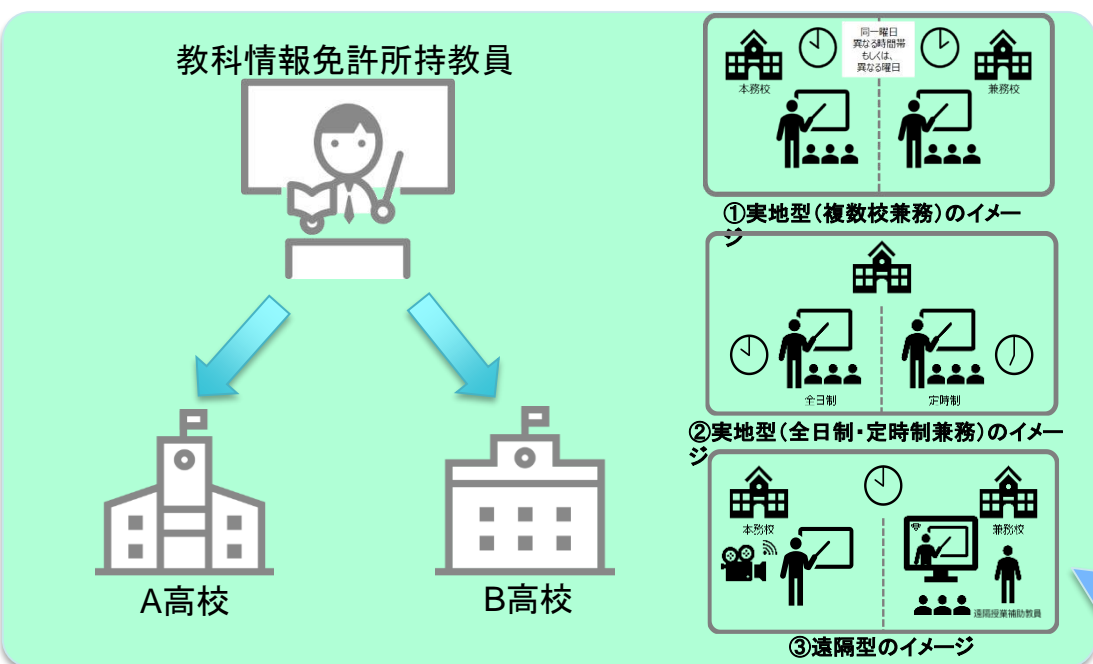 教科情報免許所持教員
A高校
B高校
同一曜日
異なる時間帯
もしくは、
異なる曜日
本務校
兼務校
①実地型(複数校兼務)のイメー
ジ
全日制
定時制
②実地型(全日制・定時制兼務)のイメー
ジ
本務校
兼務校
遠隔授業補助教員
③遠隔型のイメージ